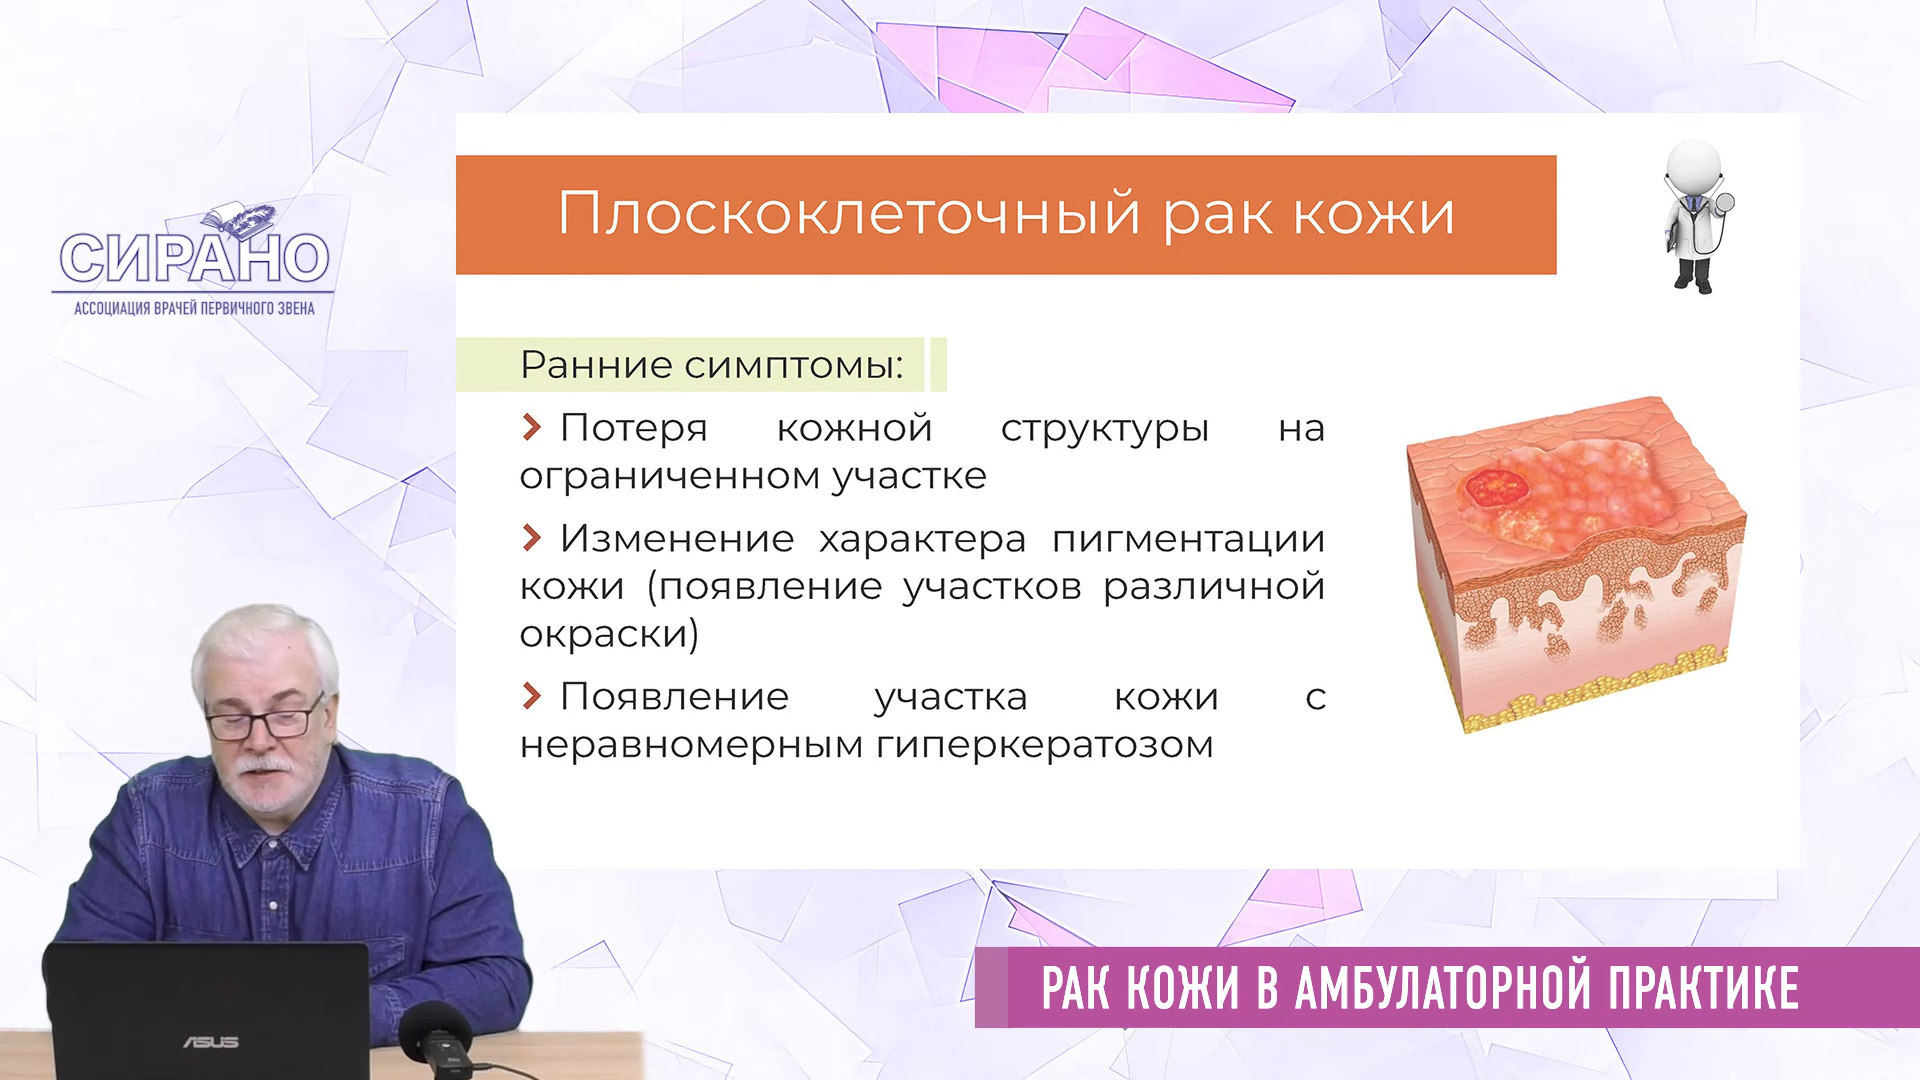 СИРАНО
АССОЦИАЦИЯ ВРАЧЕЙ ПЕРВИЧНОГО ЗВЕНА
Плоскоклеточный рак кожи
Ранние симптомы:
Потеря кожной структуры на
ограниченном участке
Изменение характера пигментации
кожи (появление участков различной
окраски)
Появление участка кожи с
неравномерным гиперкератозом
РАК КОЖИ В АМБУЛАТОРНОЙ ПРАКТИКЕ
ASUS